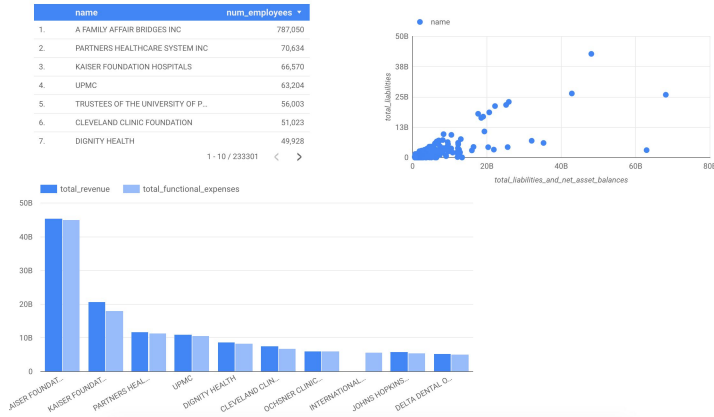 name num_employees
1. A FAMILY AFFAIR BRIDGES INC 787,050
2. PARTNERS HEALTHCARE SYSTEM INC 70,634
3. KAISER FOUNDATION HOSPITALS 66,570
4. UPMC 63,204
5. TRUSTEES OF THE UNIVERSITY OF P... 56,003
6. CLEVELAND CLINIC FOUNDATION 51,023
7. DIGNITY HEALTH 49,928
1 - 10 / 233301
name
50B
38B
25B
13B
0
total_liabilities
0 20B 40B 60B 80B
total_liabilities_and_net_asset_balances
total_revenue total_functional_expenses
50B
40B
30B
20B
10B
0
AISER FOUNDAT...
KAISER FOUNDAT...
PARTNERS HEAL...
UPMC
DIGNITY HEALTH
CLEVELAND CLIN...
OCHSNER CLINIC...
INTERNATIONAL...
JOHNS HOPKINS...
DELTA DENTAL O...